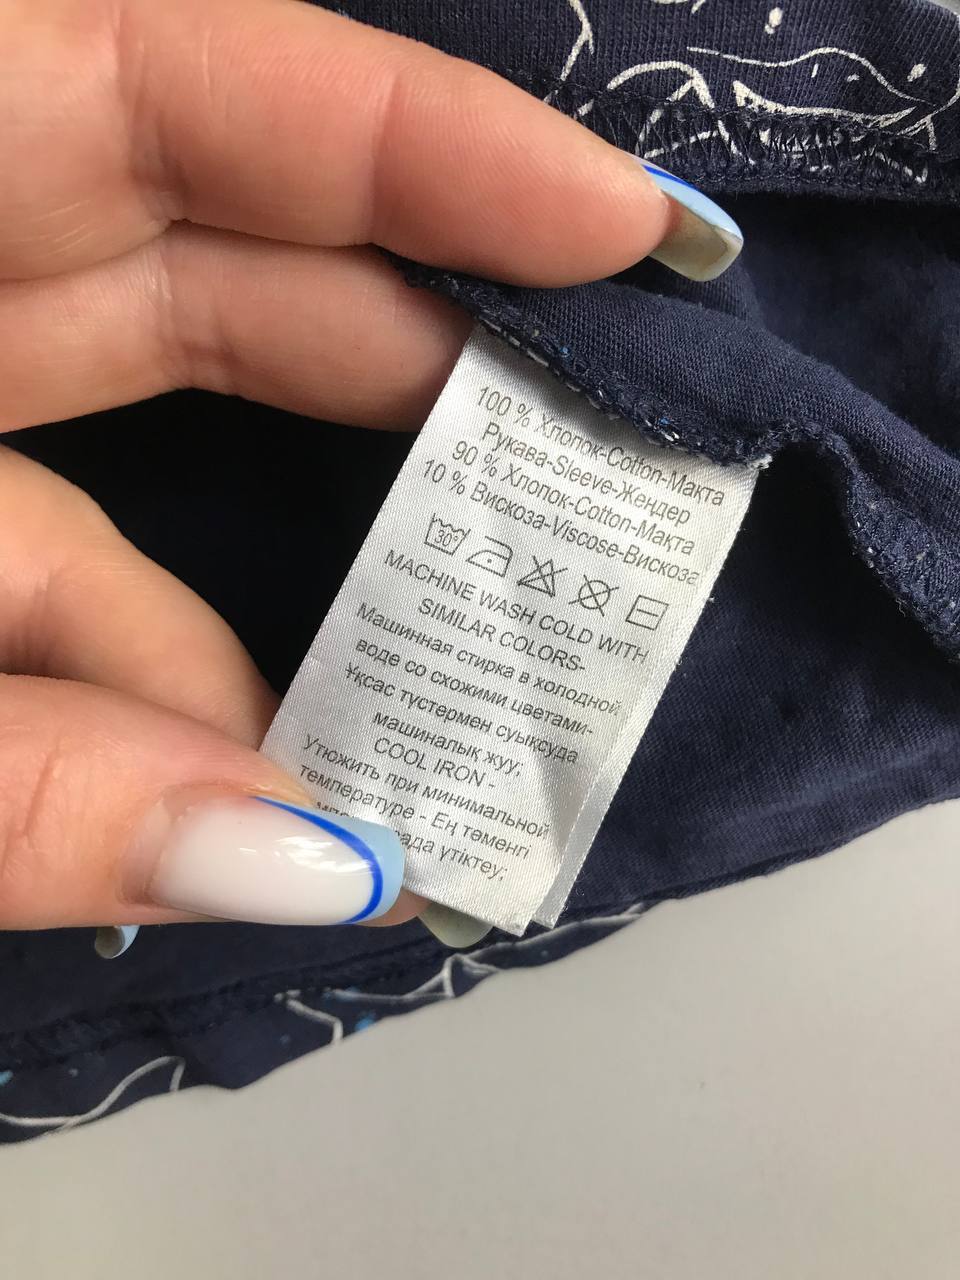 100 % Хлопок-Cotton-Мақта
Рукава-Sleeve-Жеңдер
90 % Хлопок-Cotton-Мақта
10 % Вискоза-Viscose-Вискоза
30°
MACHINE WASH COLD WITH
SIMILAR COLORS-
Машинная стирка в холодной
воде со схожими цветами-
Ұқсас түстермен суықсуда
машиналық жуу;
COOL IRON -
Утюжить при минимальной
температуре - Ең төменгі
үтіктеу;